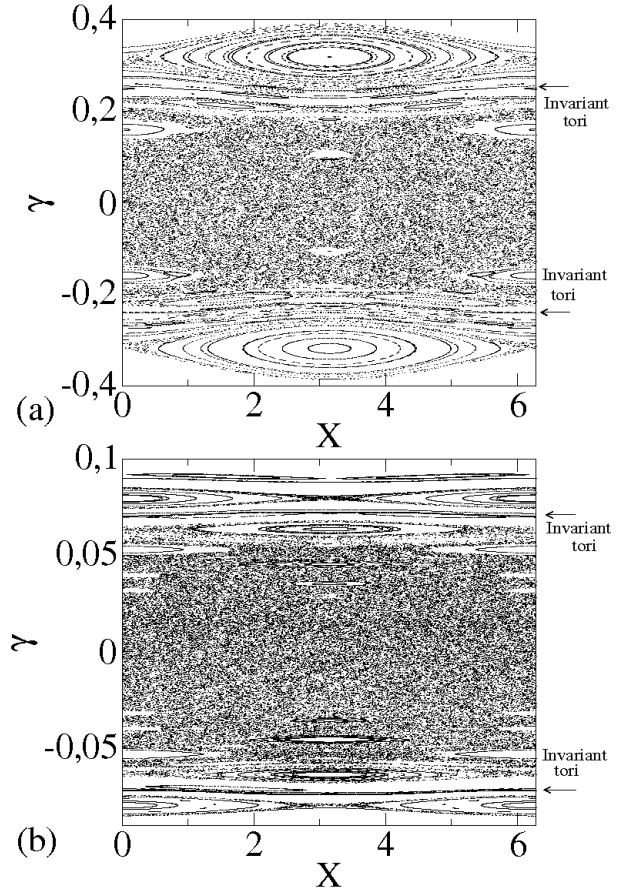 0,4
0,2
0
-0,2
-0,4
γ
0 2 4 6
X
(a)
Invariant
tori
Invariant
tori
0,1
0,05
0
-0,05
γ
0 2 4 6
X
(b)
Invariant
tori
Invariant
tori